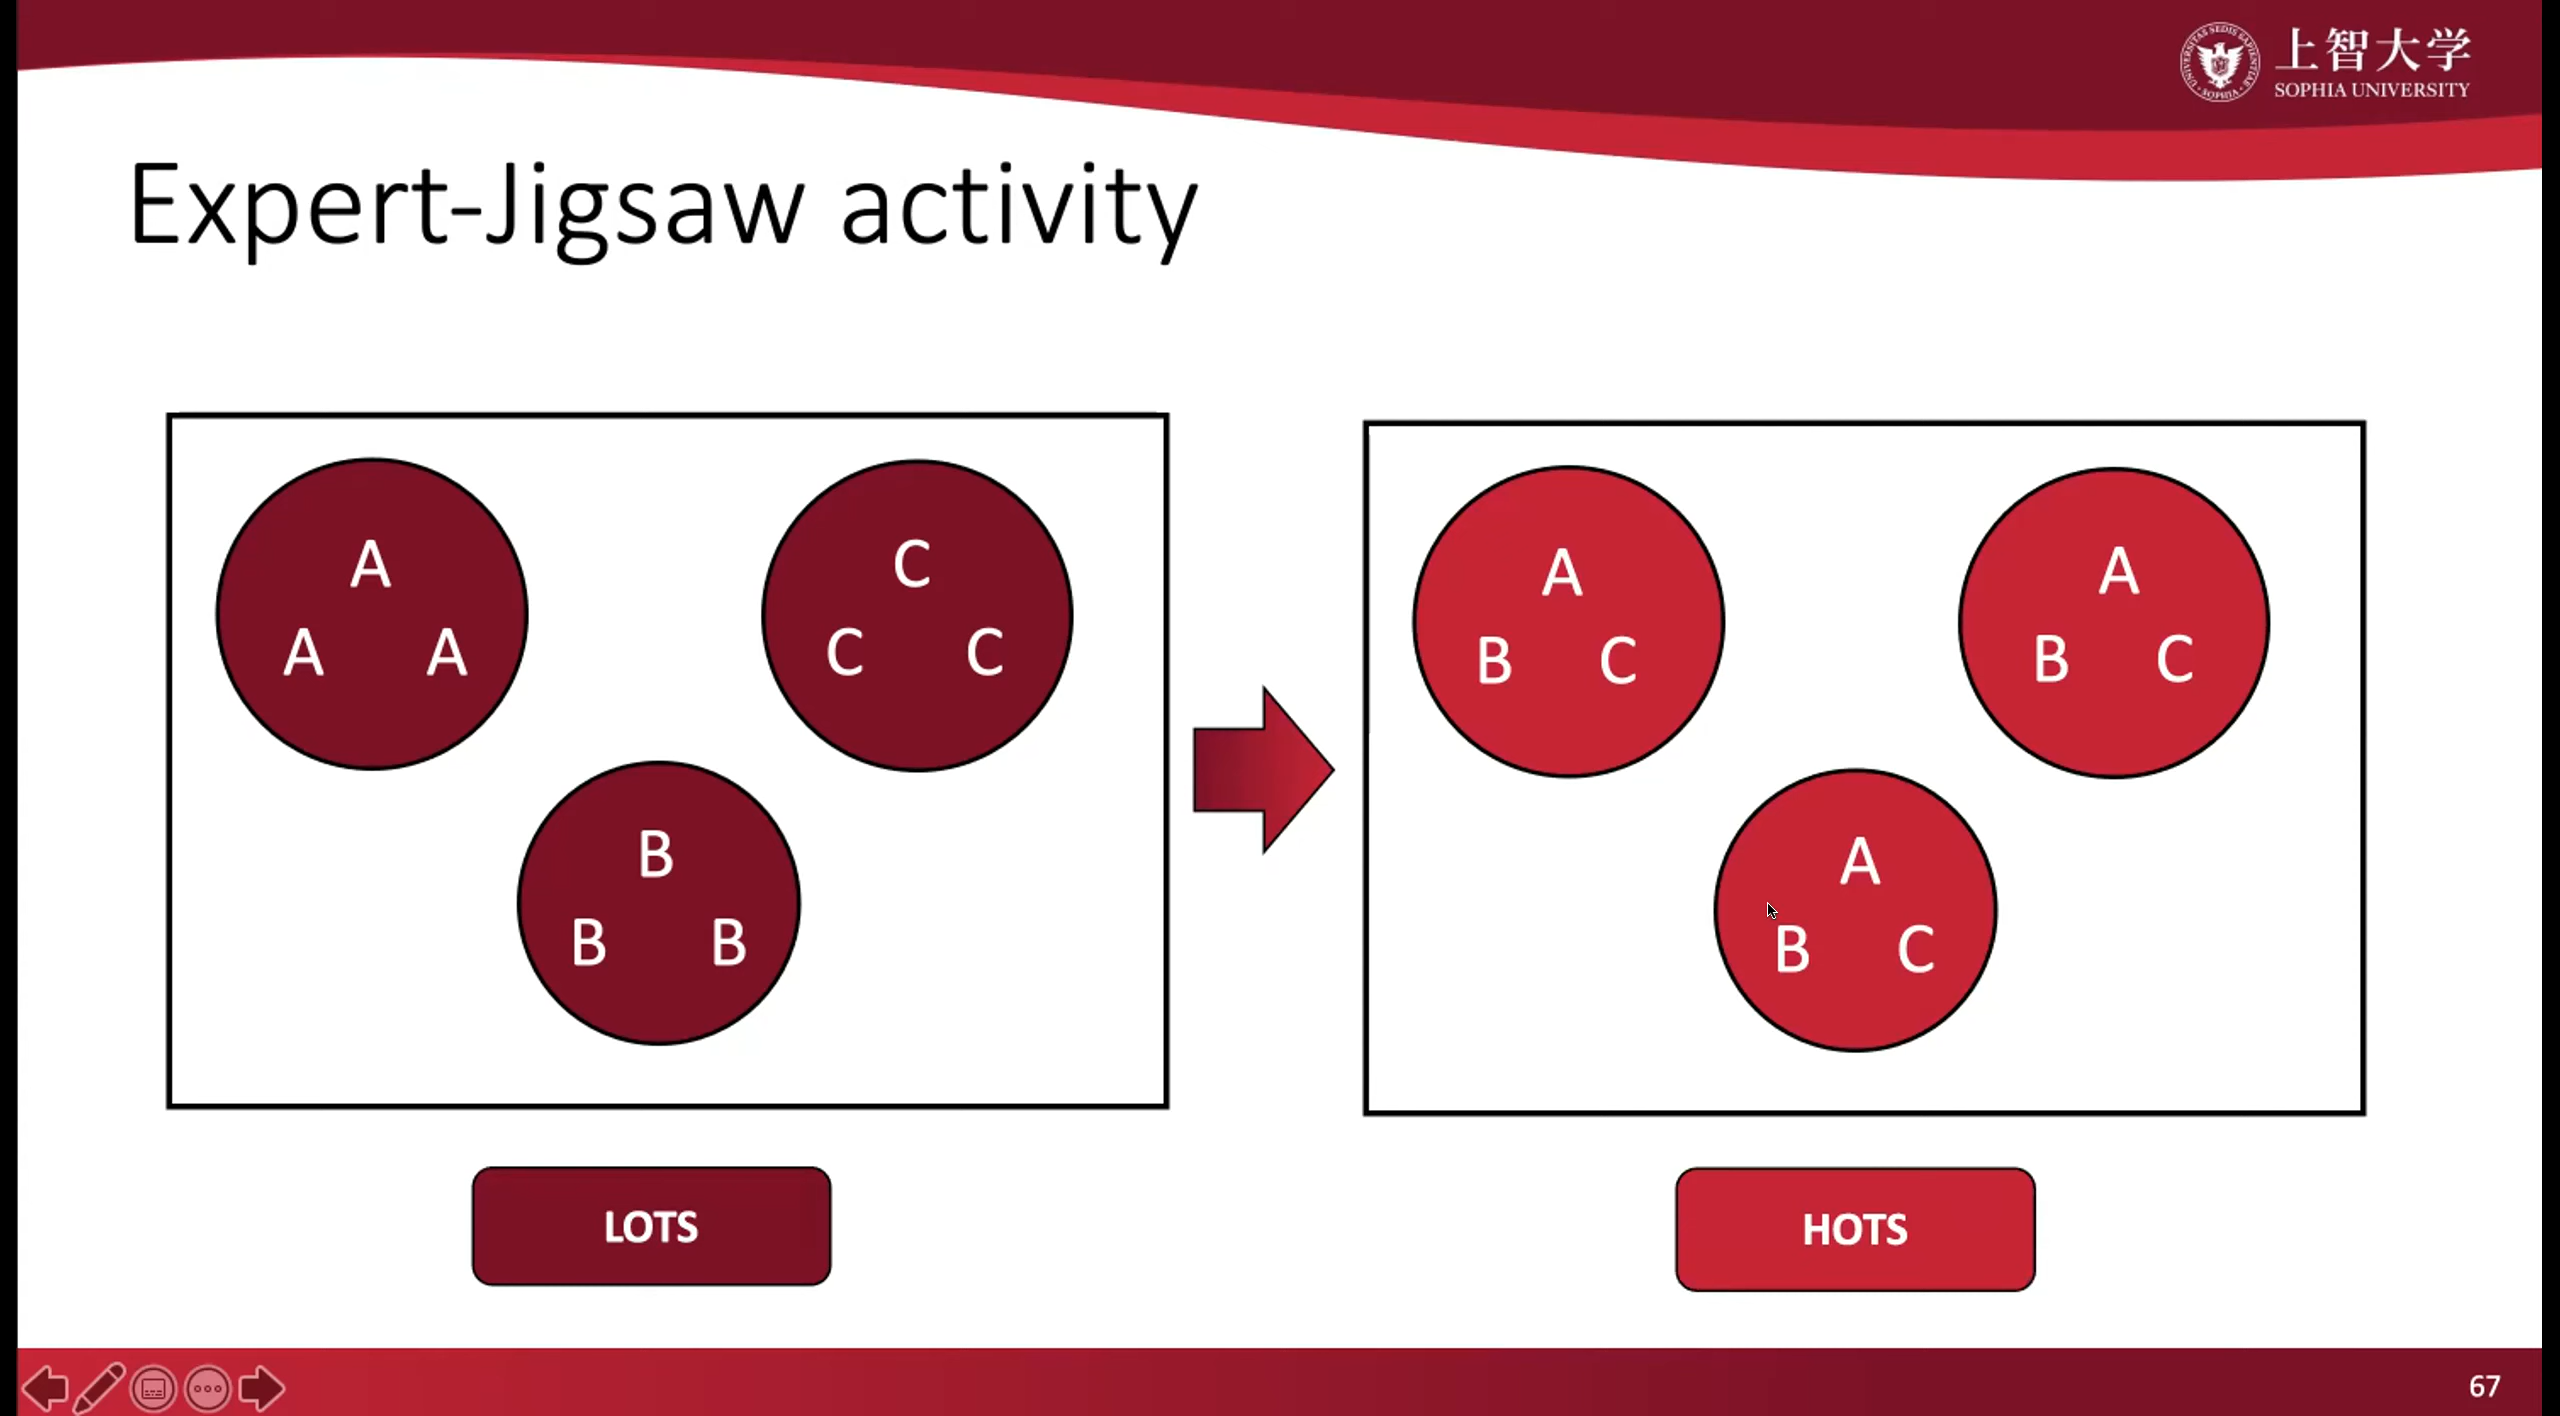 上智大学
SOPHIA UNIVERSITY
Expert-Jigsaw activity
A
A A
C
C C
B
B B
A
B C
A
B C
A
B C
LOTS
HOTS
67